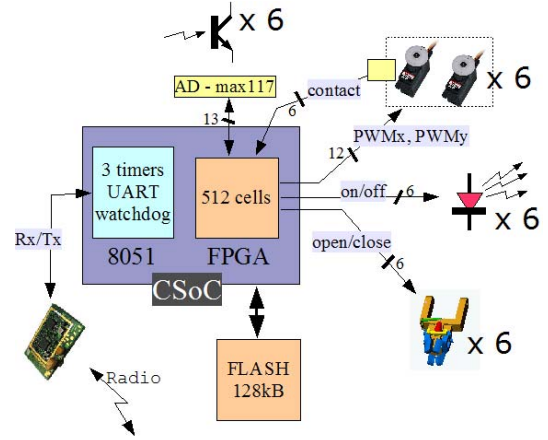 x 6
AD - max117
contact
x 6
13
6
PWMx, PWMy
12
3 timers
UART
watchdog
512 cells
on/off
6
x 6
Rx/Tx
8051
FPGA
open/close
6
CSoC
x 6
FLASH
128kB
Radio